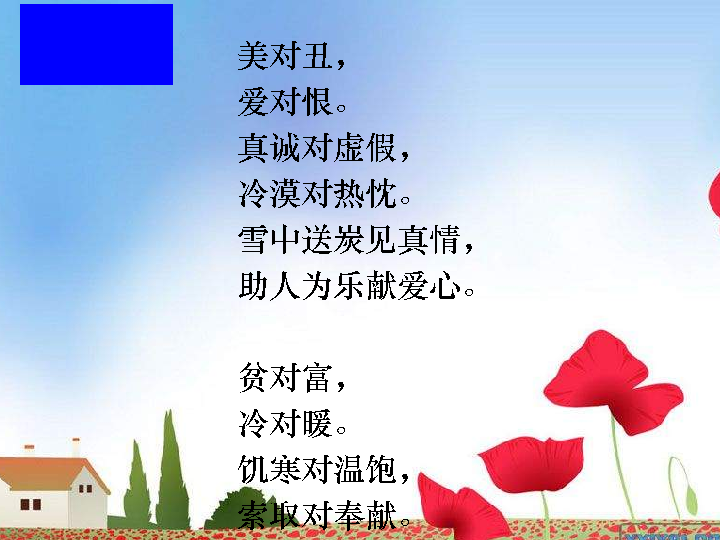 美对丑，
爱对恨。
真诚对虚假，
冷漠对热忱。
雪中送炭见真情，
助人为乐献爱心。
贫对富，
冷对暖。
饥寒对温饱，
索取对奉献。